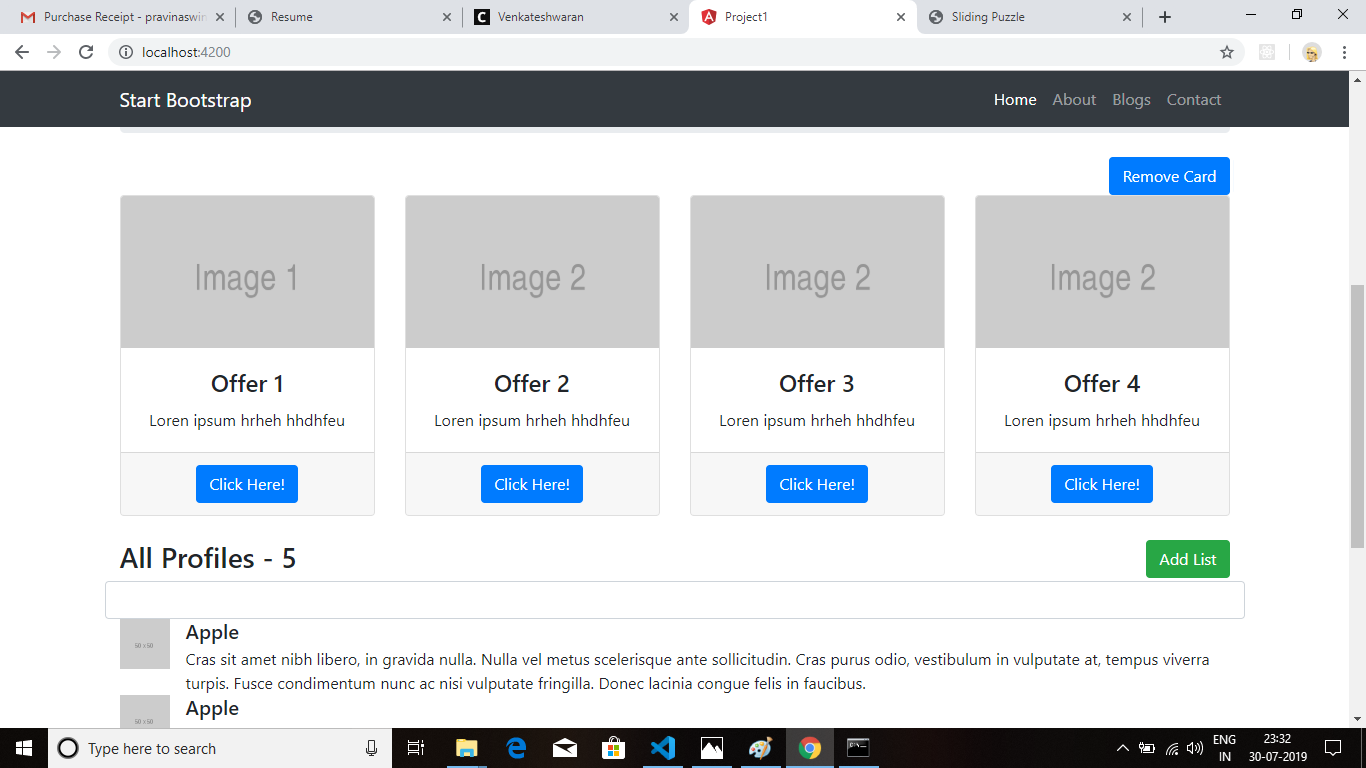 Purchase Receipt - pravinaswin
Resume
Venkateshwaran
Project1
Sliding Puzzle
localhost:4200
Start Bootstrap
Home About Blogs Contact
Remove Card
Image 1 Image 2 Image 2 Image 2
Offer 1 Offer 2 Offer 3 Offer 4
Loren ipsum hrheh hhdhfeu Loren ipsum hrheh hhdhfeu Loren ipsum hrheh hhdhfeu Loren ipsum hrheh hhdhfeu
Click Here! Click Here! Click Here! Click Here!
All Profiles - 5
Add List
50 x 50
Apple
Cras sit amet nibh libero, in gravida nulla. Nulla vel metus scelerisque ante sollicitudin. Cras purus odio, vestibulum in vulputate at, tempus viverra
turpis. Fusce condimentum nunc ac nisi vulputate fringilla. Donec lacinia congue felis in faucibus.
50 x 50
Apple
Type here to search
ENG
IN
23:32
30-07-2019